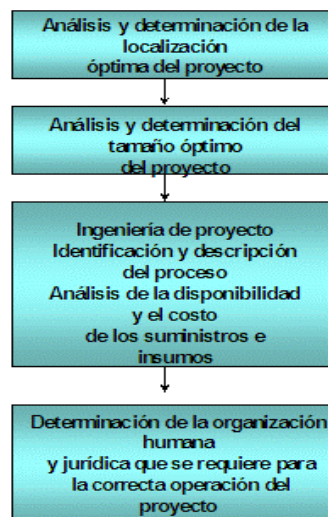 Análisis y determinación de la
localización
óptima del proyecto
Análisis y determinación del
tamaño óptimo
del proyecto
Ingeniería de proyecto
Identificación y descripción
del proceso
Análisis de la disponibilidad
y el costo
de los suministros e
insumos
Determinación de la organización
humana
y jurídica que se requiere para
la correcta operación del
proyecto